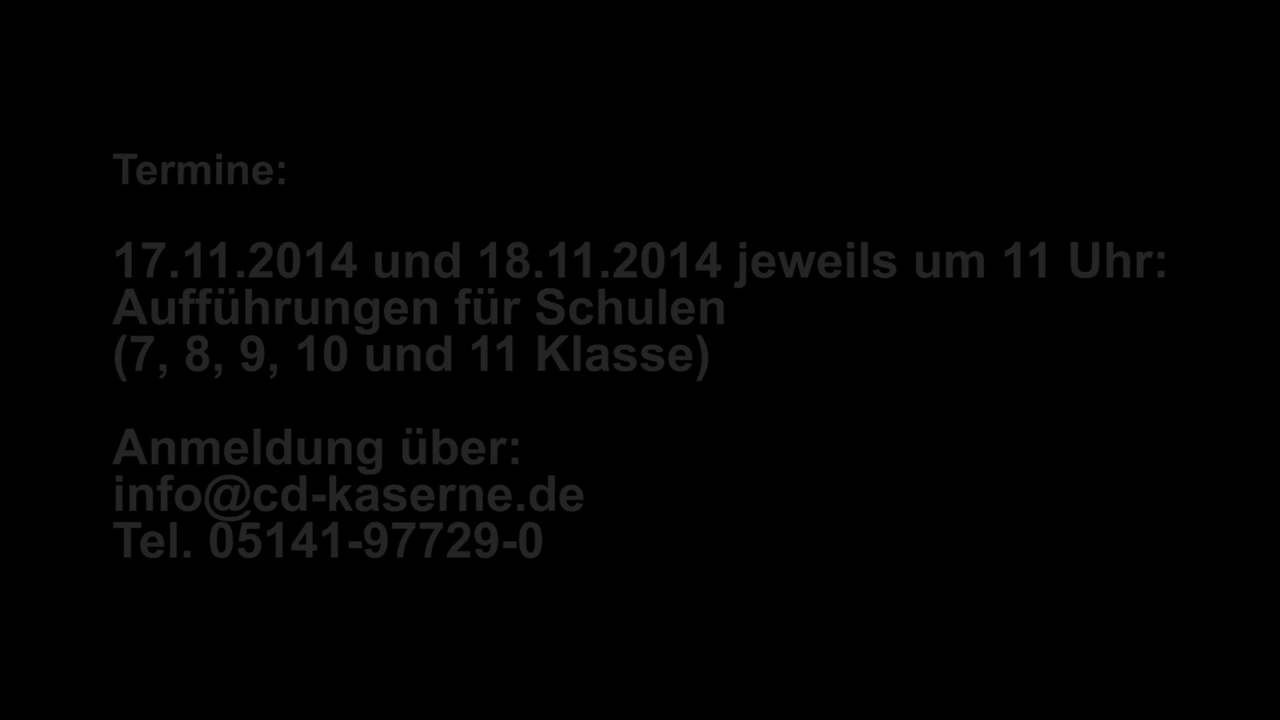 Termine:
17.11.2014 und 18.11.2014 jeweils um 11 Uhr:
Aufführungen für Schulen
(7, 8, 9, 10 und 11 Klasse)
Anmeldung über:
info@cd-kaserne.de
Tel. 05141-97729-0